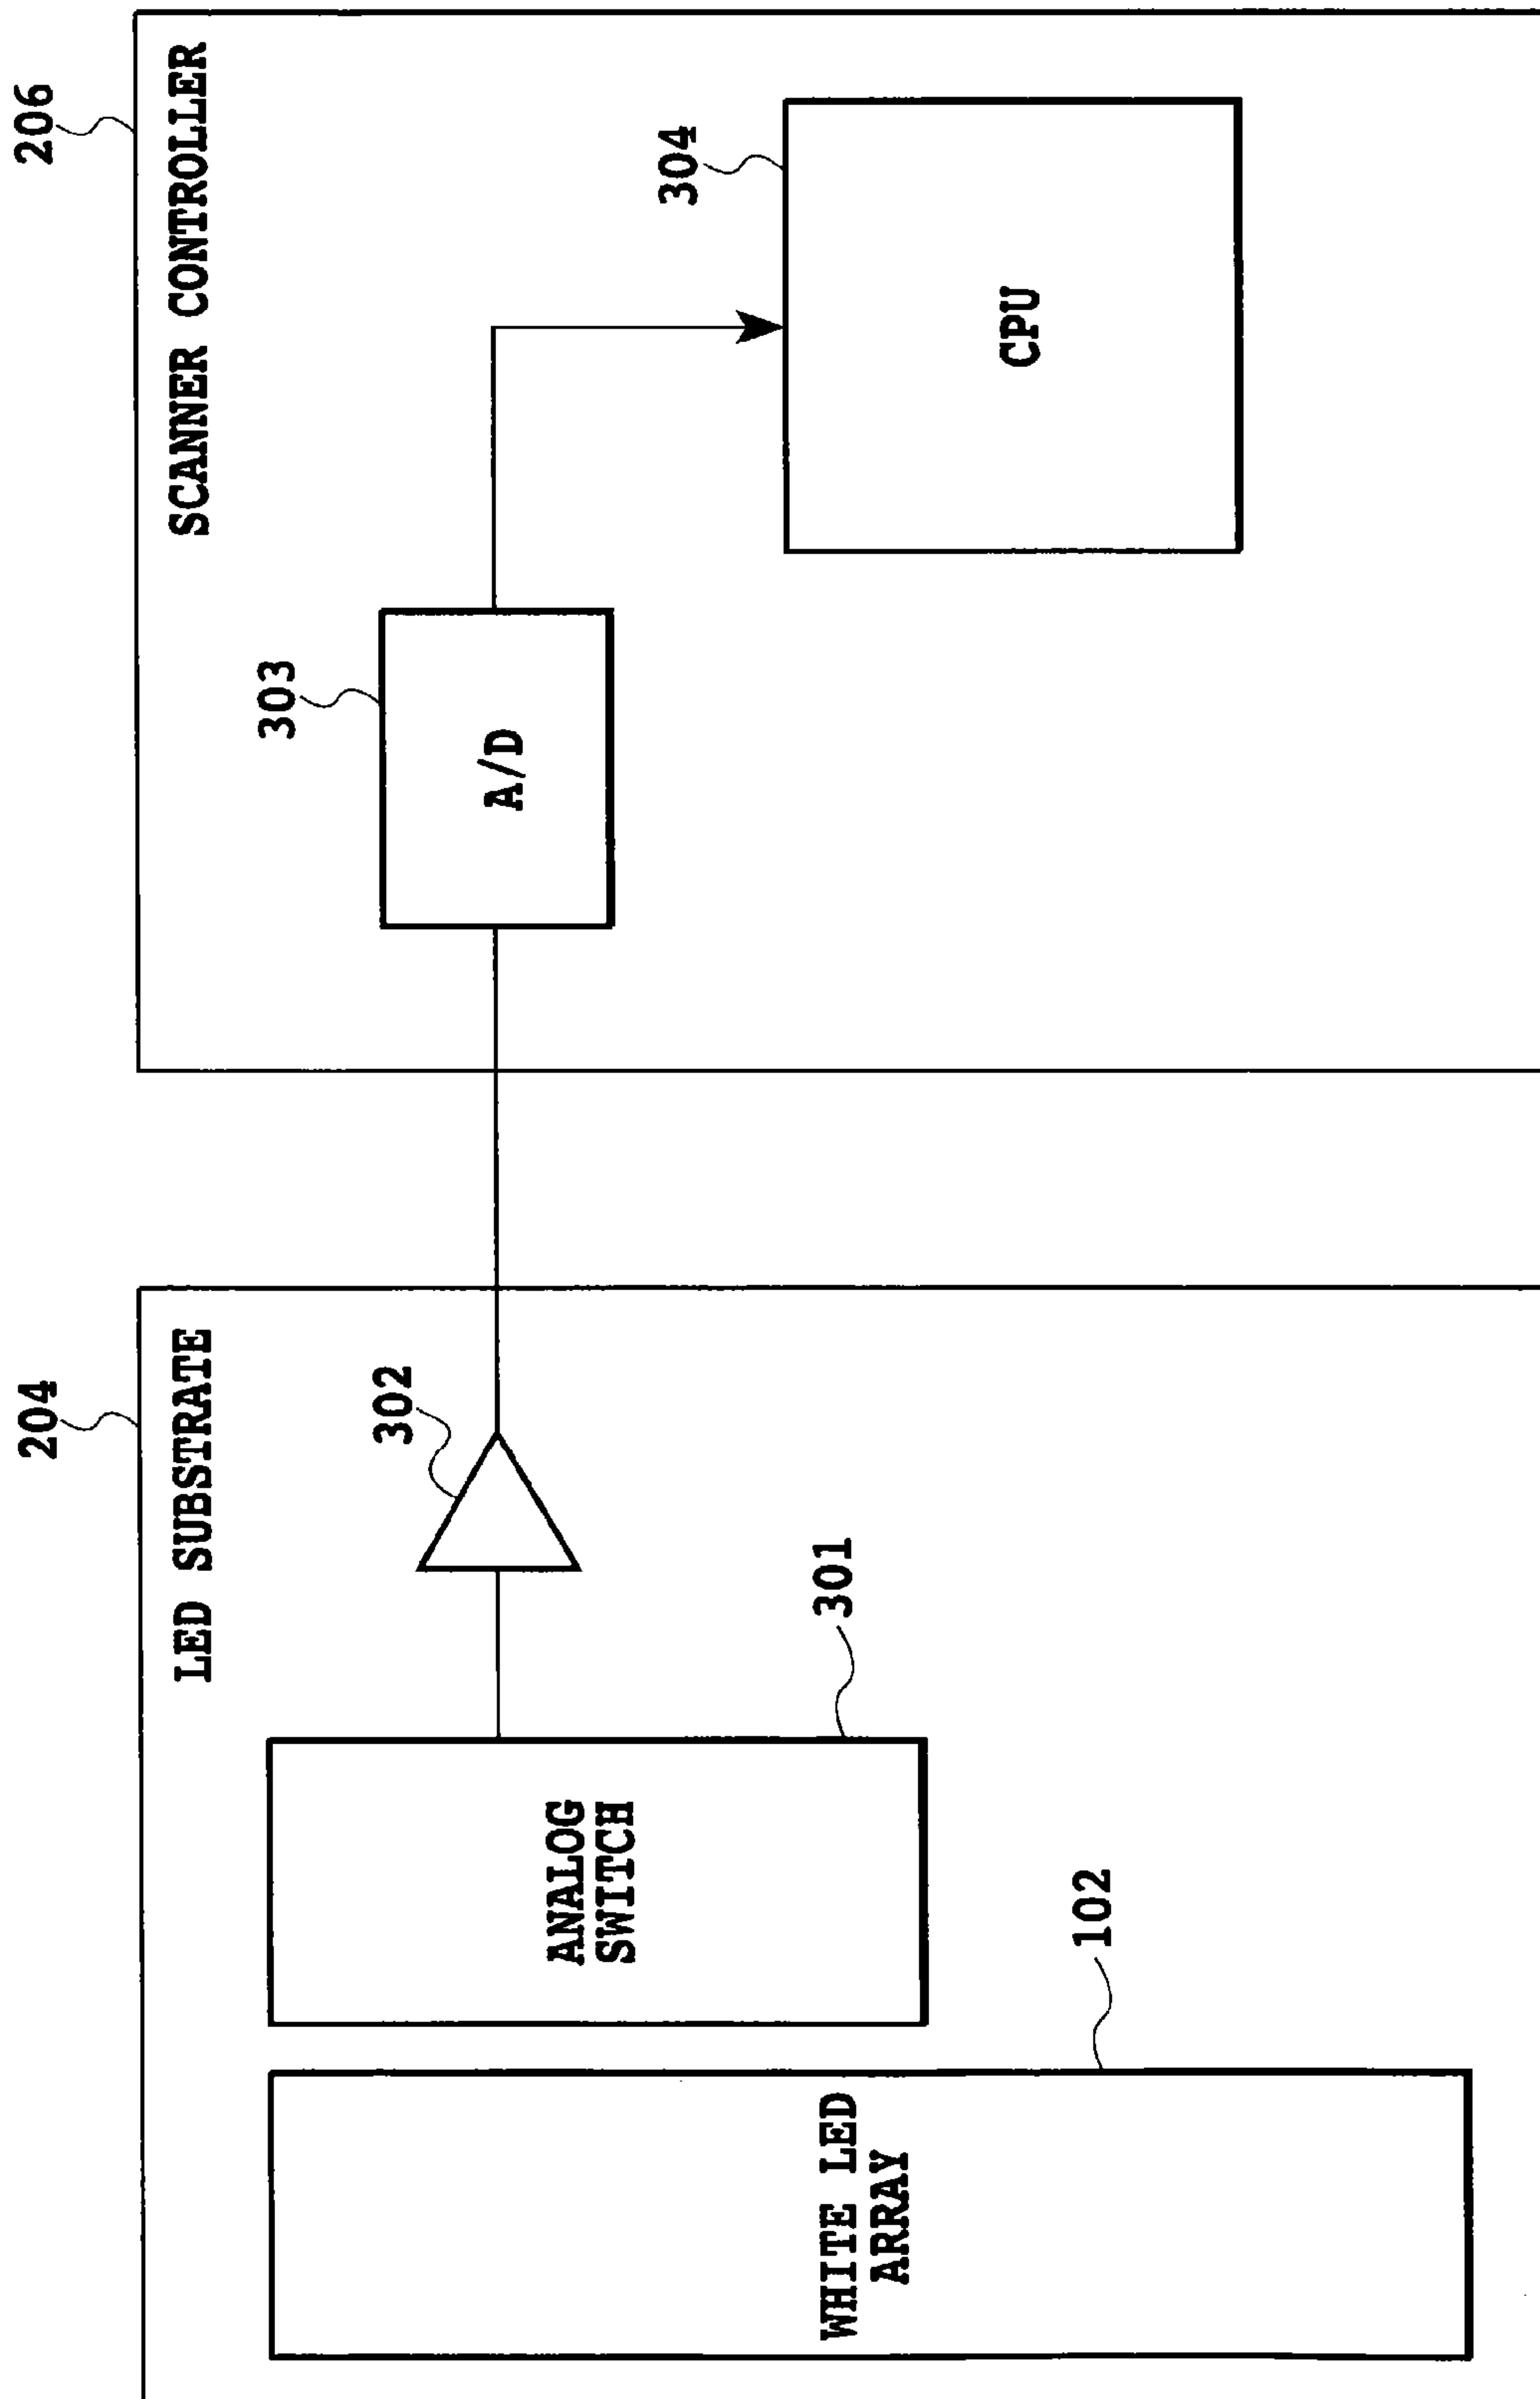 204
LED SUBSTRATE
302
301
ANALOG
SWITCH
102
WHITE LED
ARRAY
206
SCANNER CONTROLLER
303
A/D
304
CPU